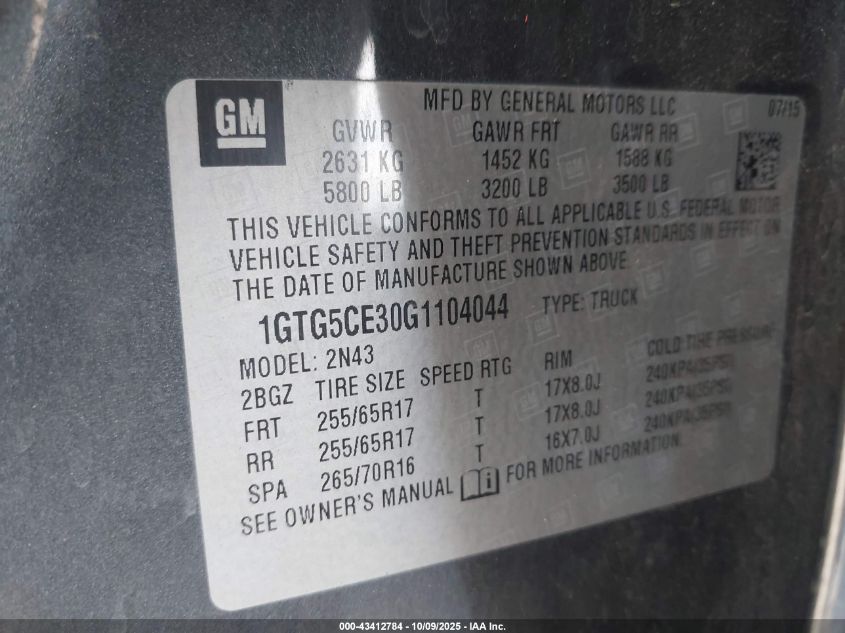 GM
MFD BY GENERAL MOTORS LLC 07/15
GVWR GAWR FRT GAWR RR
2631 KG 1452 KG 1588 KG
5800 LB 3200 LB 3500 LB
THIS VEHICLE CONFORMS TO ALL APPLICABLE U.S. FEDERAL MOTOR
VEHICLE SAFETY AND THEFT PREVENTION STANDARDS IN EFFECT ON
THE DATE OF MANUFACTURE SHOWN ABOVE.
1GTG5CE30G1104044 TYPE: TRUCK
MODEL: 2N43
2BGZ TIRE SIZE SPEED RTG RIM COLD TIRE PRESSURE
FRT 255/65R17 T 17X8.0J 240KPA(35PSI)
RR 255/65R17 T 17X8.0J 240KPA(35PSI)
SPA 265/70R16 T 16X7.0J 240KPA(35PSI)
SEE OWNER'S MANUAL FOR MORE INFORMATION.
000-43412784 - 10/09/2025 - IAA Inc.